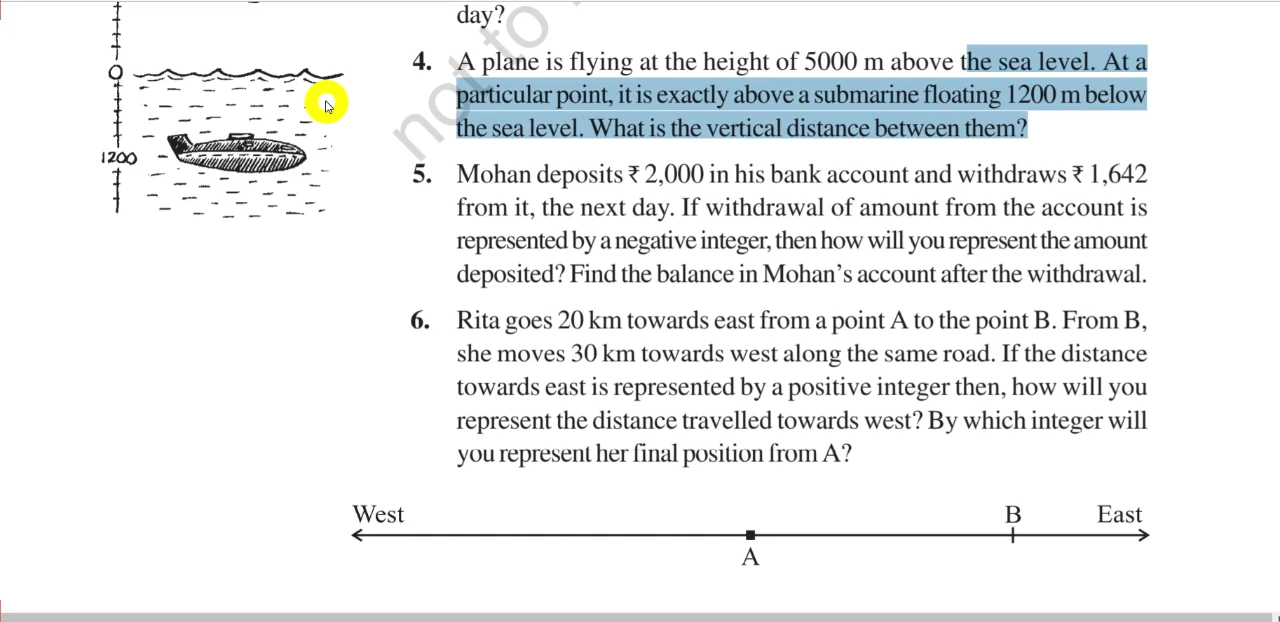 day?
not to
4. A plane is flying at the height of 5000 m above the sea level. At a
particular point, it is exactly above a submarine floating 1200 m below
the sea level. What is the vertical distance between them?
0
1200
5. Mohan deposits ₹ 2,000 in his bank account and withdraws ₹ 1,642
from it, the next day. If withdrawal of amount from the account is
represented by a negative integer, then how will you represent the amount
deposited? Find the balance in Mohan’s account after the withdrawal.
6. Rita goes 20 km towards east from a point A to the point B. From B,
she moves 30 km towards west along the same road. If the distance
towards east is represented by a positive integer then, how will you
represent the distance travelled towards west? By which integer will
you represent her final position from A?
West B East
A